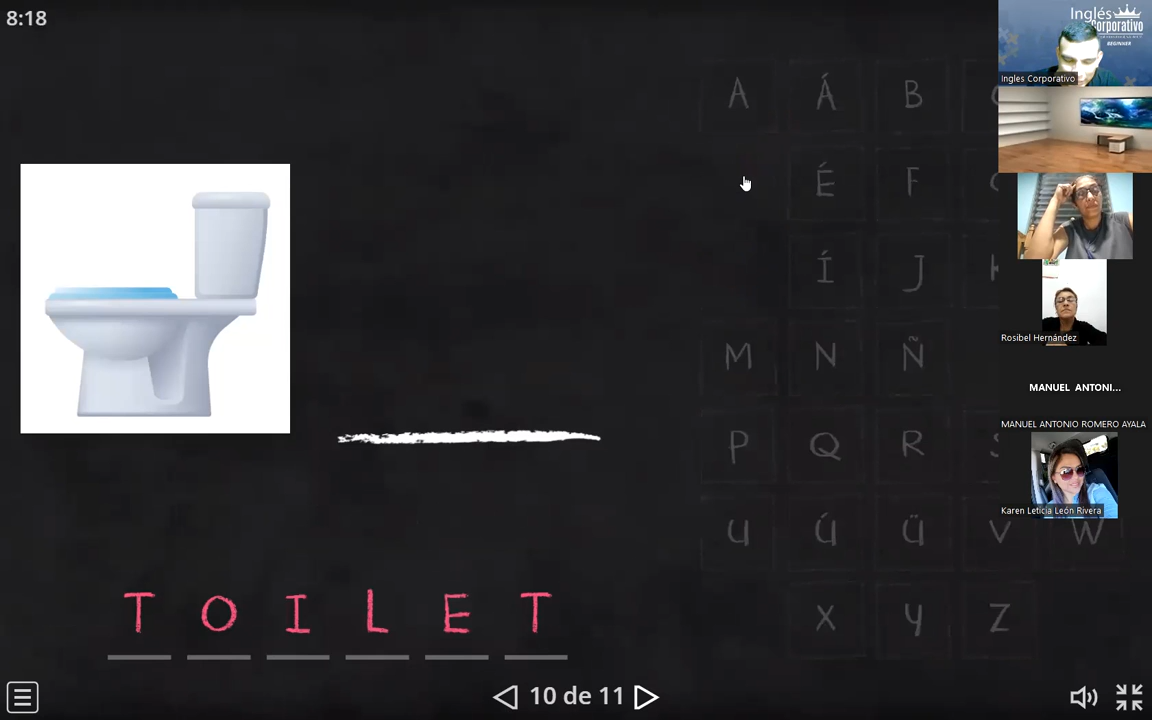 8:18
A Á B
É F
Í J
M N Ñ
P Q R
U Ú Ü V W
X Y Z
T O I L E T
10 de 11
Inglés
Corporativo
BEGINNER
Ingles Corporativo
Rosibel Hernández
MANUEL ANTONI...
MANUEL ANTONIO ROMERO AYALA
Karen Leticia León Rivera